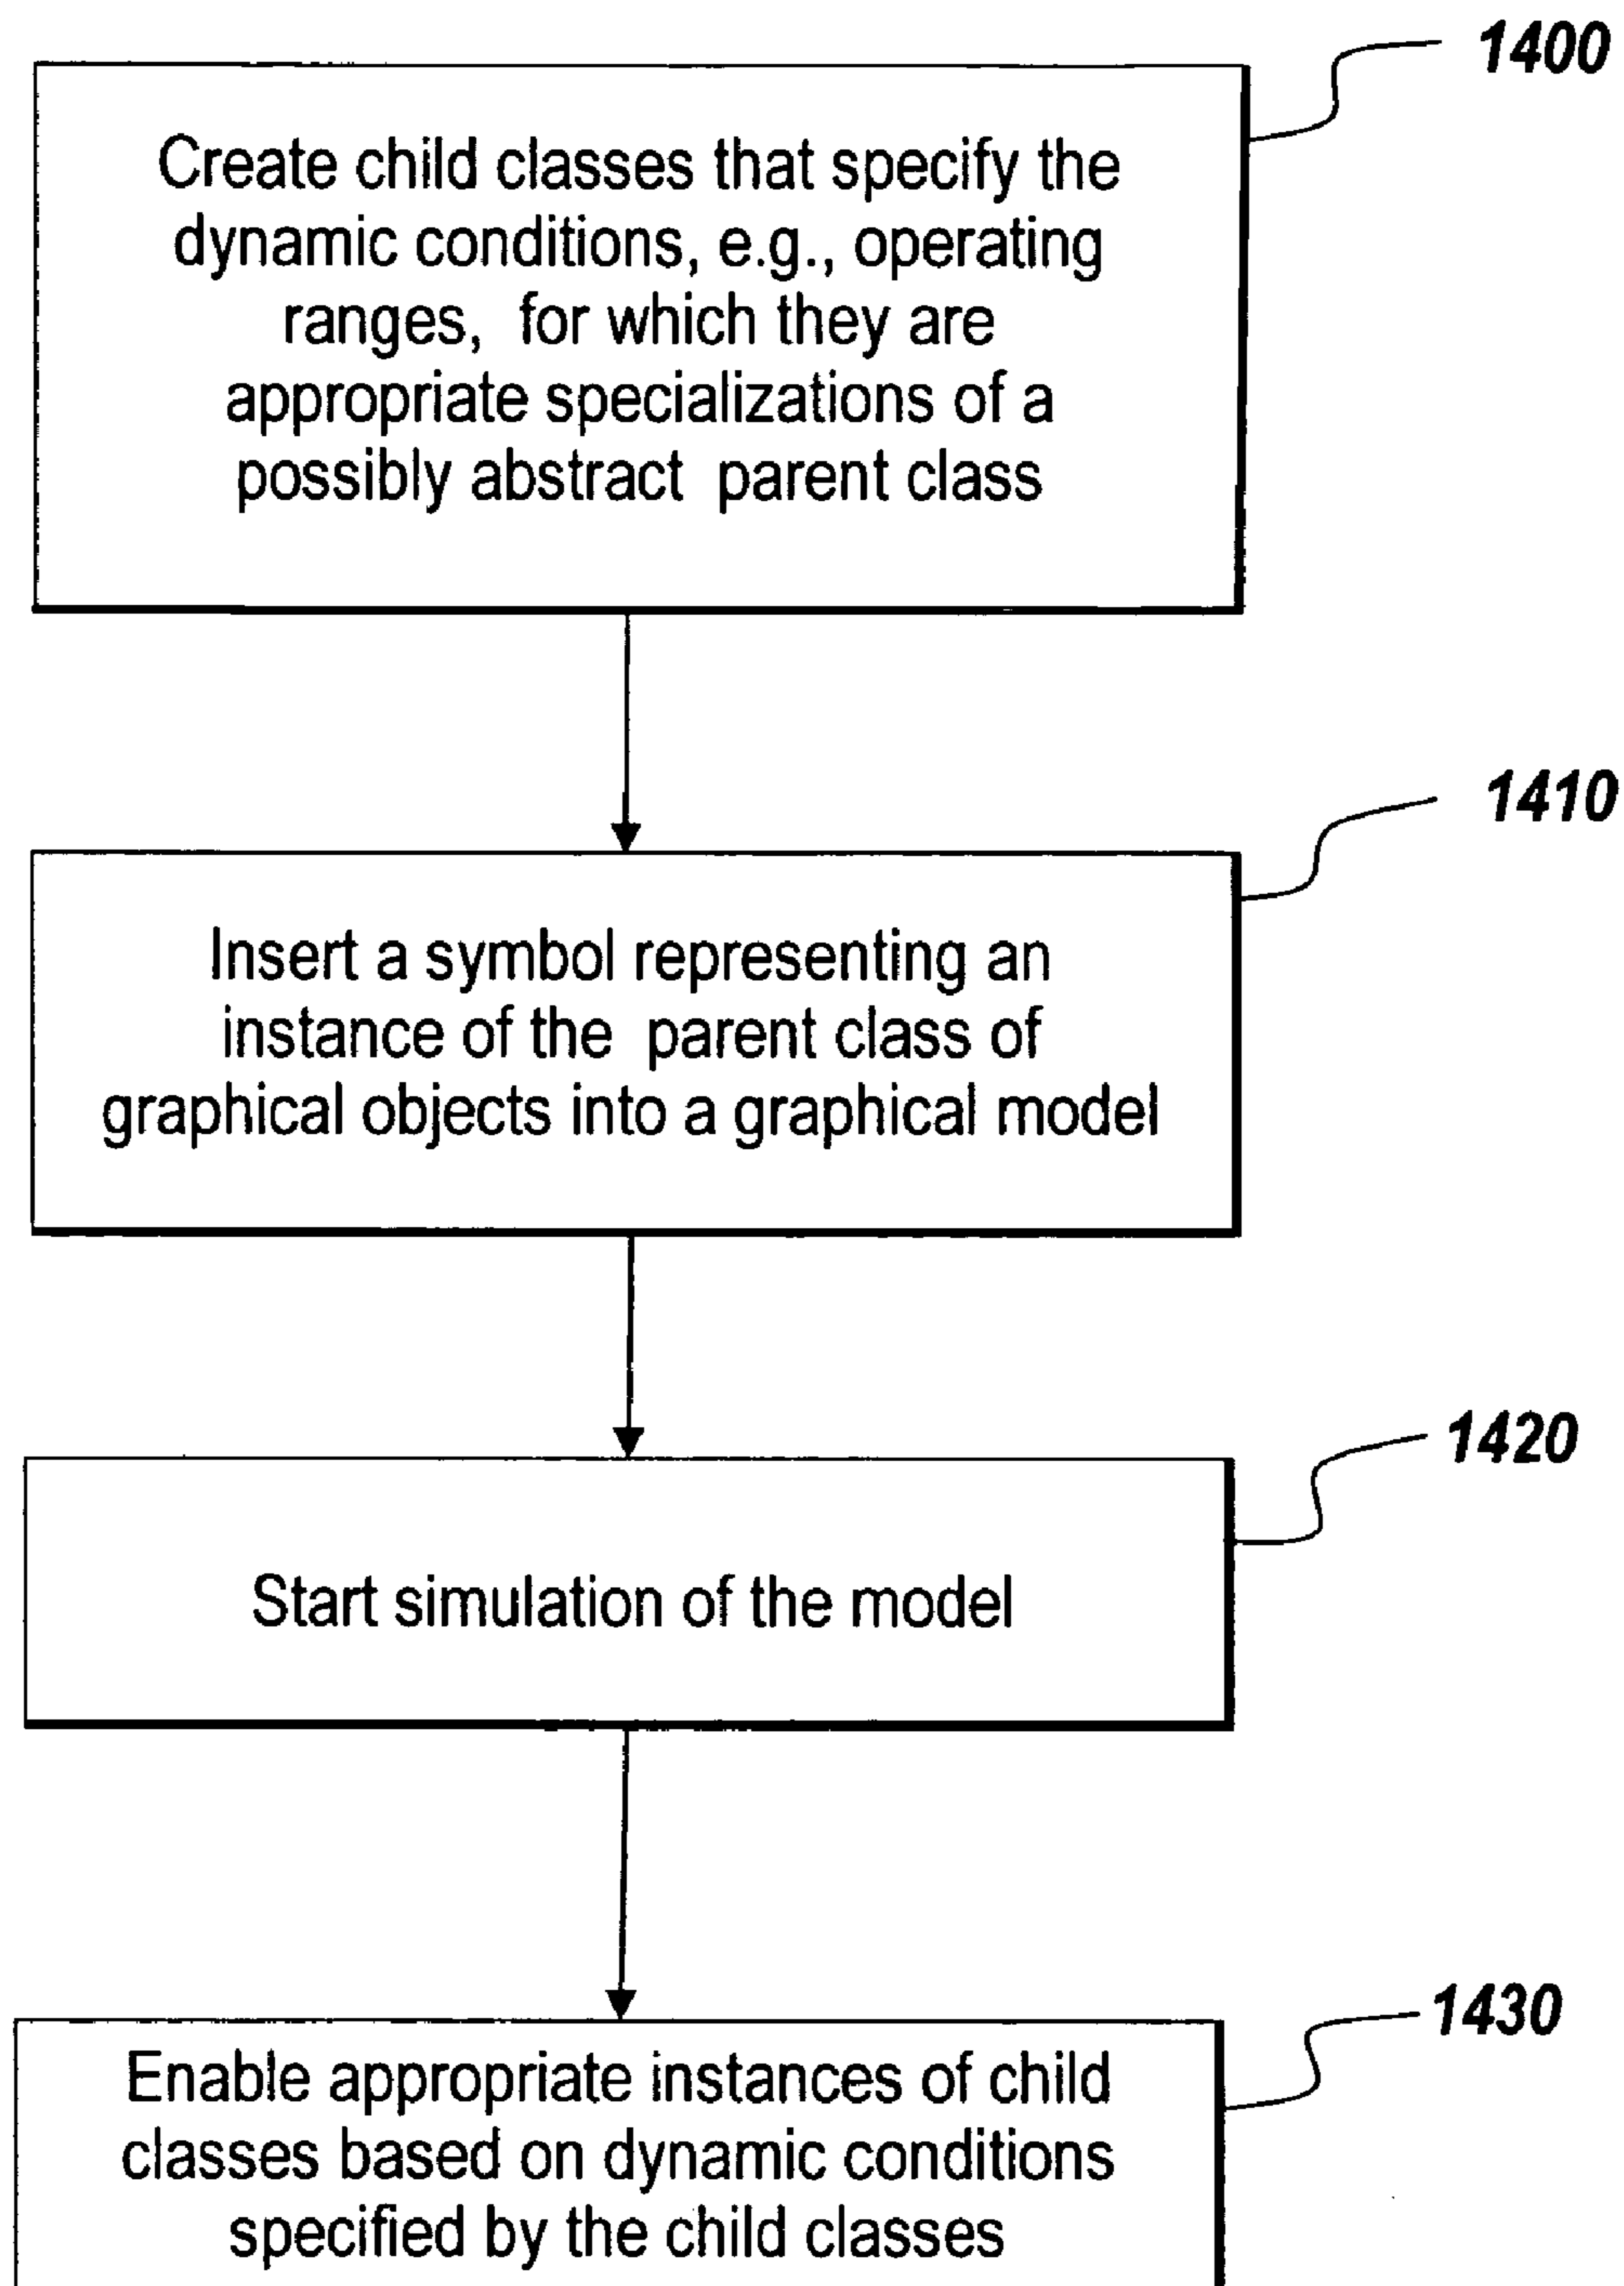 1400
Create child classes that specify the
dynamic conditions, e.g., operating
ranges, for which they are
appropriate specializations of a
possibly abstract parent class
1410
Insert a symbol representing an
instance of the parent class of
graphical objects into a graphical model
1420
Start simulation of the model
1430
Enable appropriate instances of child
classes based on dynamic conditions
specified by the child classes